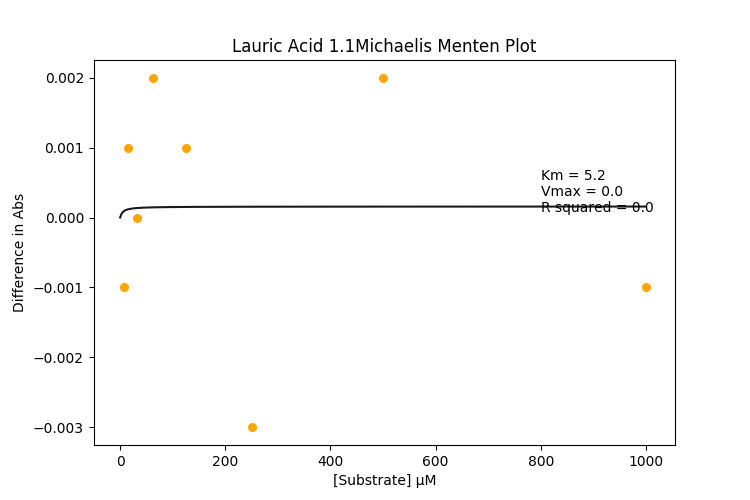 Lauric Acid 1.1Michaelis Menten Plot
0.002
0.001
0.000
−0.001
−0.002
−0.003
Difference in Abs
Km = 5.2
Vmax = 0.0
R squared = 0.0
0 200 400 600 800 1000
[Substrate] μM